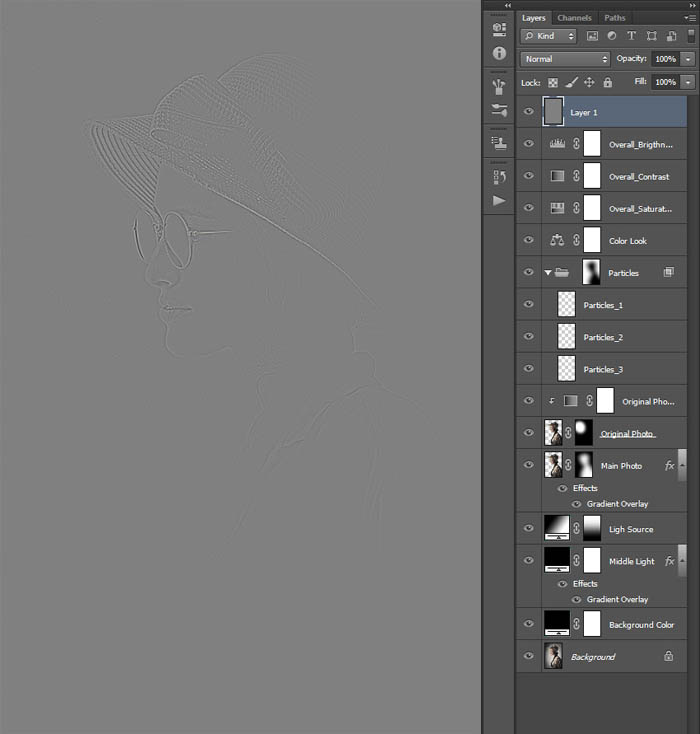 Layers Channels Paths
Kind
Normal Opacity: 100%
Lock: Fill: 100%
Layer 1
Overall_Brigthn...
Overall_Contrast
Overall_Saturat...
Color Look
Particles
Particles_1
Particles_2
Particles_3
Original Pho...
Original Photo
Main Photo fx
Effects
Gradient Overlay
Ligh Source
Middle Light fx
Effects
Gradient Overlay
Background Color
Background